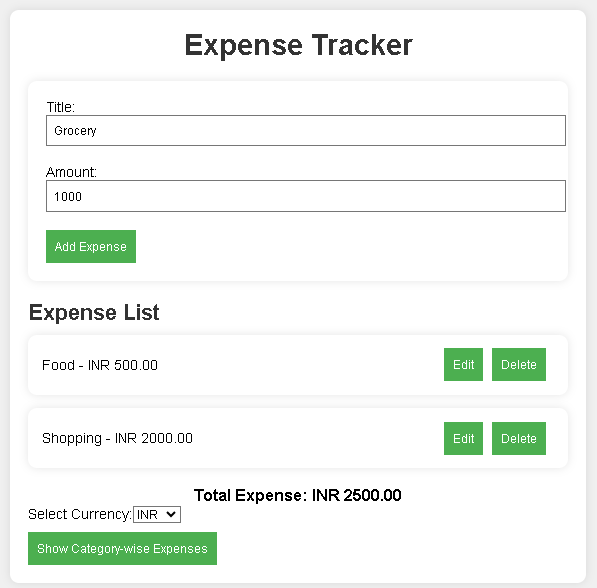 Expense Tracker
Title:
Grocery
Amount:
1000
Add Expense
Expense List
Food - INR 500.00 Edit Delete
Shopping - INR 2000.00 Edit Delete
Total Expense: INR 2500.00
Select Currency: INR
Show Category-wise Expenses